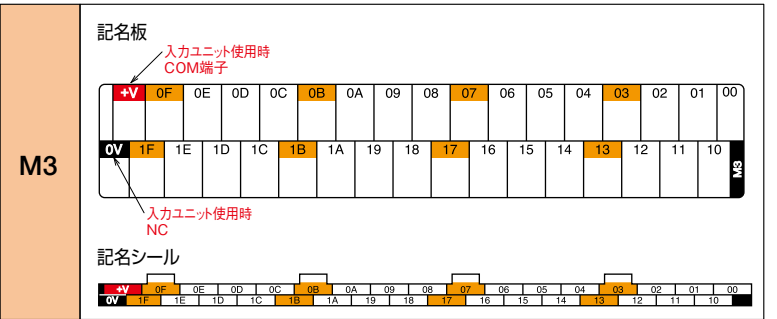 M3
記名板
入力ユニット使用時
COM端子
+V 0F 0E 0D 0C 0B 0A 09 08 07 06 05 04 03 02 01 00
0V 1F 1E 1D 1C 1B 1A 19 18 17 16 15 14 13 12 11 10 M3
入力ユニット使用時
NC
記名シール
+V 0F 0E 0D 0C 0B 0A 09 08 07 06 05 04 03 02 01 00
0V 1F 1E 1D 1C 1B 1A 19 18 17 16 15 14 13 12 11 10